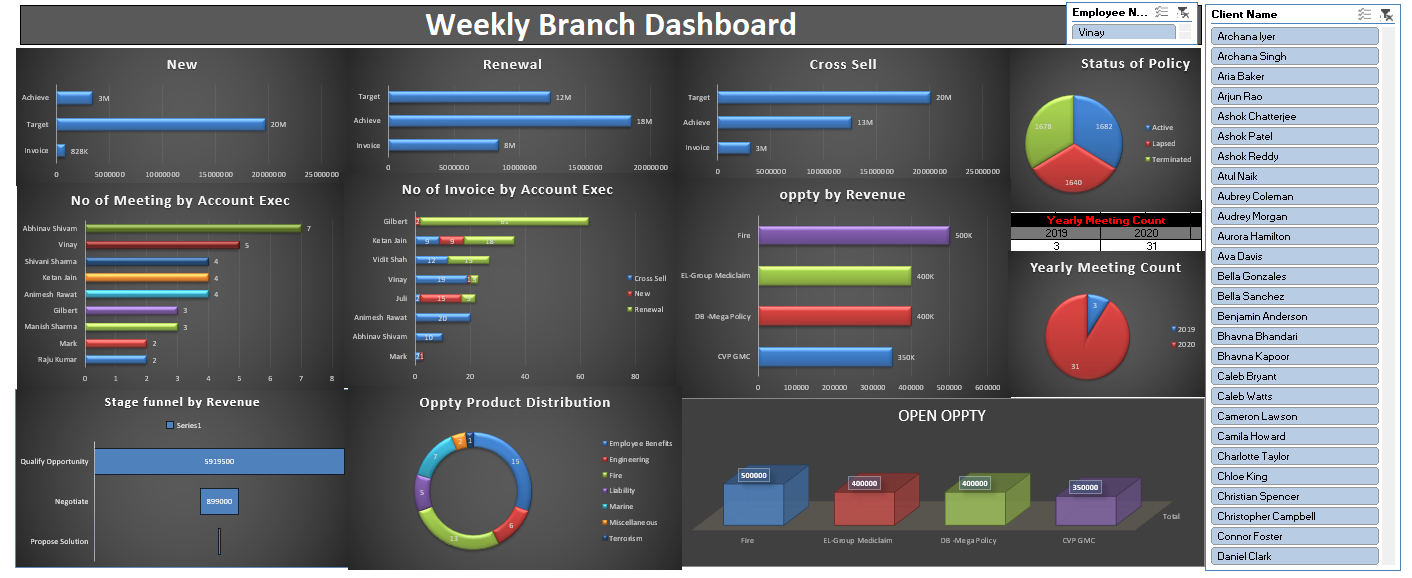 Weekly Branch Dashboard
Employee N...
Vinay
Client Name
Archana Iyer
Archana Singh
Aria Baker
Arjun Rao
Ashok Chatterjee
Ashok Patel
Ashok Reddy
Atul Naik
Aubrey Coleman
Audrey Morgan
Aurora Hamilton
Ava Davis
Bella Gonzales
Bella Sanchez
Benjamin Anderson
Bhavna Bhandari
Bhavna Kapoor
Caleb Bryant
Caleb Watts
Cameron Lawson
Camila Howard
Charlotte Taylor
Chloe King
Christian Spencer
Christopher Campbell
Connor Foster
Daniel Clark
New
Achieve 3M
Target 20M
Invoice 828K
0 5000000 10000000 15000000 20000000 25000000
Renewal
Target 12M
Achieve 18M
Invoice 8M
0 5000000 10000000 15000000 20000000
Cross Sell
Target 20M
Achieve 13M
Invoice 3M
0 5000000 10000000 15000000 20000000 25000000
Status of Policy
1678 1682
1640
Active
Lapsed
Terminated
No of Meeting by Account Exec
Abhinav Shivam 7
Vinay 5
Shivani Sharma 4
Ketan Jain 4
Animesh Rawat 4
Gilbert 3
Manish Sharma 3
Mark 2
Raju Kumar 2
0 1 2 3 4 5 6 7 8
No of Invoice by Account Exec
Gilbert 2 61
Ketan Jain 9 9 18
Vidit Shah 12 15
Vinay 19 1 3
Juli 2 15 5
Animesh Rawat 20
Abhinav Shivam 10
Mark 2 1
0 20 40 60 80
Cross Sell
New
Renewal
oppty by Revenue
Fire 500K
EL-Group Mediclaim 400K
DB -Mega Policy 400K
CVP GMC 350K
0 100000 200000 300000 400000 500000 600000
Yearly Meeting Count
2019 2020
3 31
Yearly Meeting Count
3
31
2019
2020
Stage funnel by Revenue
Series1
Qualify Opportunity 5919500
Negotiate 899000
Propose Solution
Oppty Product Distribution
15
6
13
5
7
2
1
Employee Benefits
Engineering
Fire
Liability
Marine
Miscellaneous
Terrorism
OPEN OPPTY
500000 400000 400000 350000
Total
Fire EL-Group Mediclaim DB -Mega Policy CVP GMC